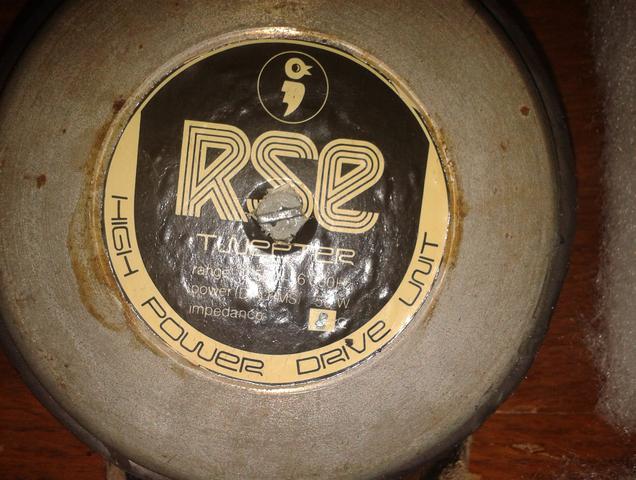 RSe
TWEETER
range
power
impedance 8
HIGH POWER DRIVE UNIT